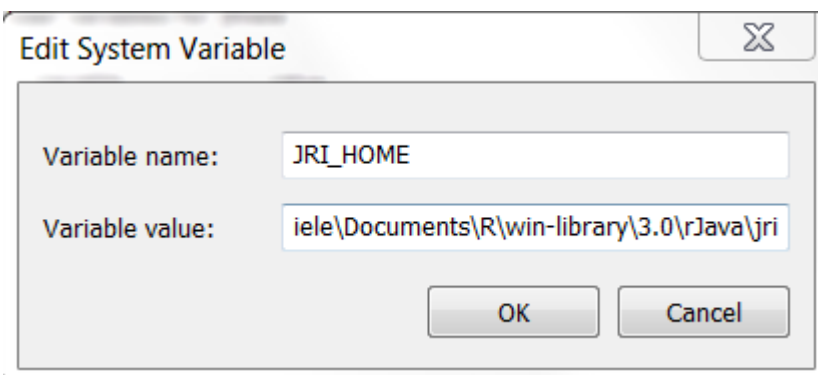 Edit System Variable
Variable name: JRI_HOME
Variable value: iele\Documents\R\win-library\3.0\rJava\jri
OK Cancel